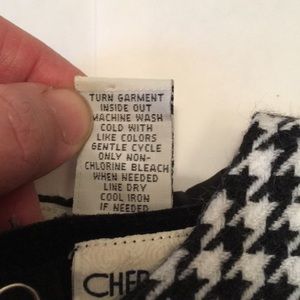 TURN GARMENT
INSIDE OUT
MACHINE WASH
COLD WITH
LIKE COLORS
GENTLE CYCLE
ONLY NON-
CHLORINE BLEACH
WHEN NEEDED
LINE DRY
COOL IRON
IF NEEDED